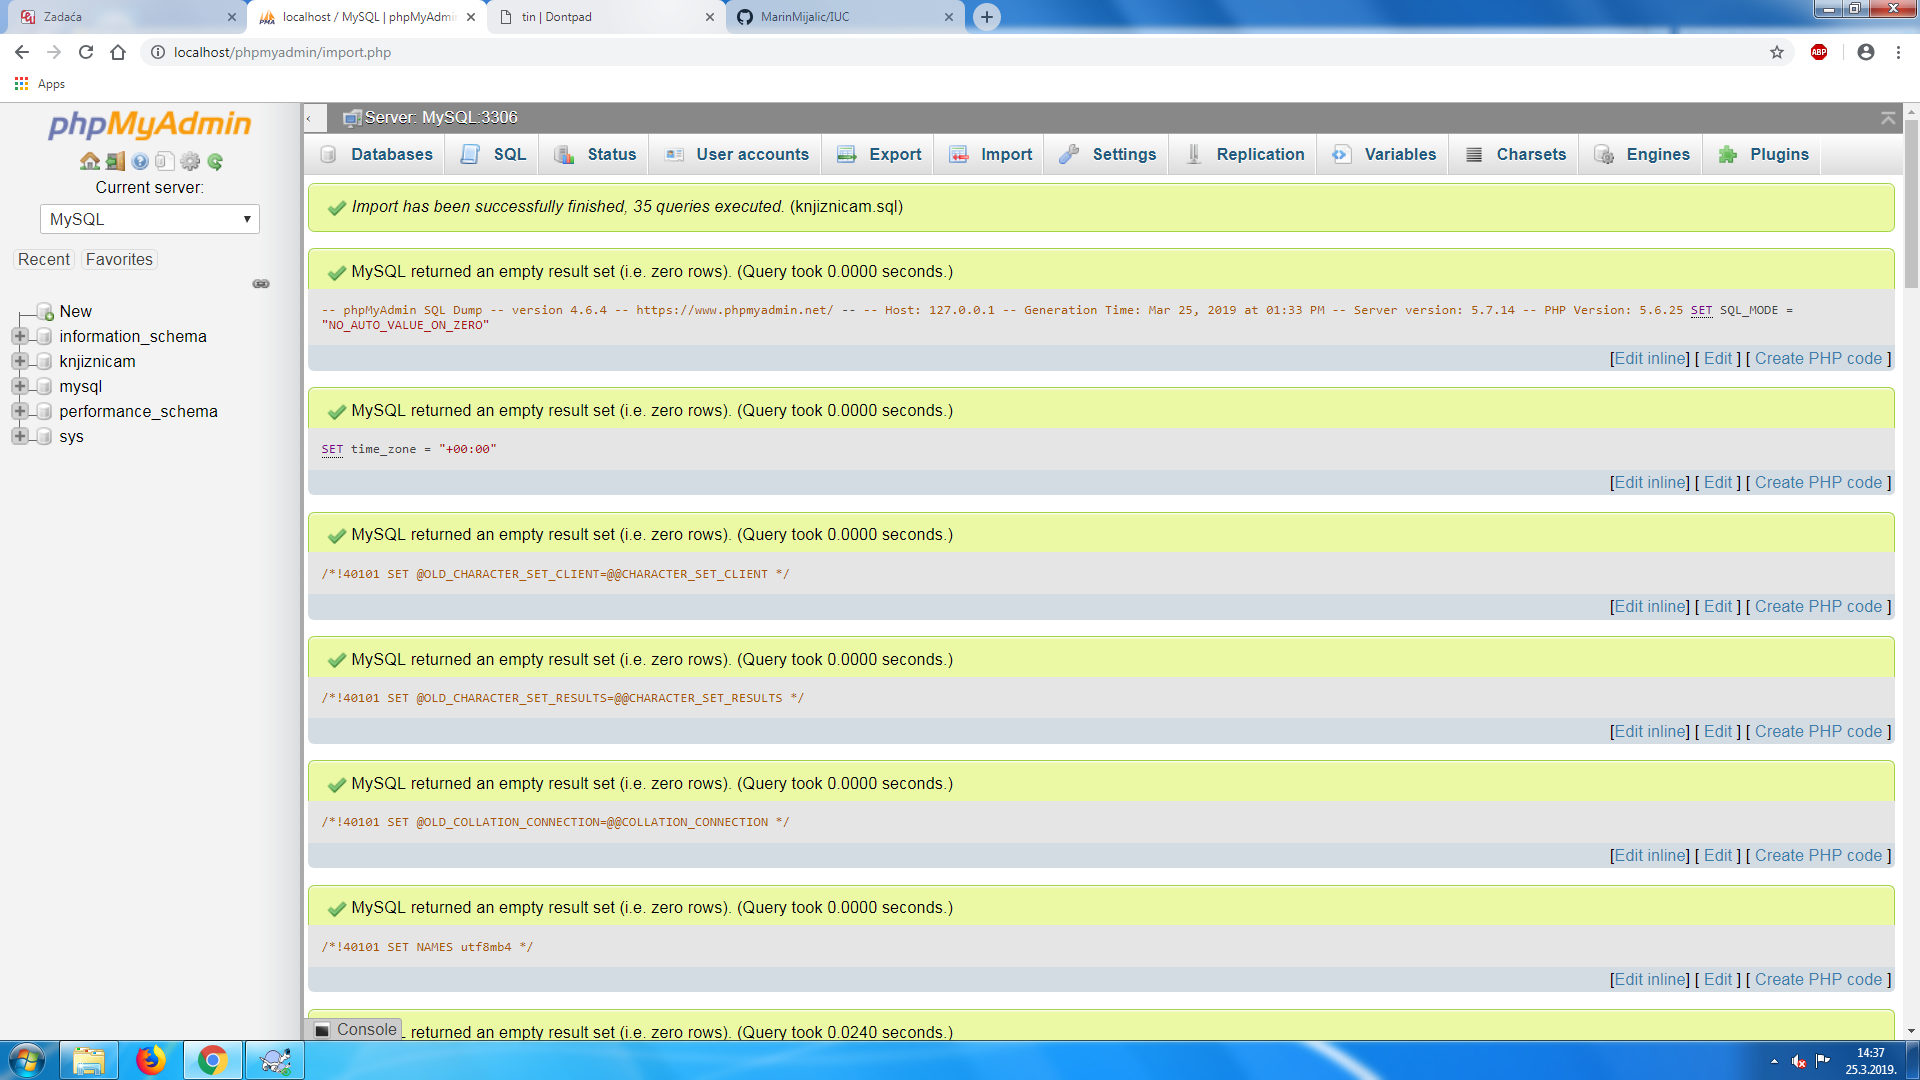 Zadaća
localhost / MySQL | phpMyAdmin
tin | Dontpad
MarinMijalic/IUC
localhost/phpmyadmin/import.php
ABP
Apps
phpMyAdmin
Current server:
MySQL
Recent
Favorites
New
information_schema
knjiznicam
mysql
performance_schema
sys
Server: MySQL:3306
Databases
SQL
Status
User accounts
Export
Import
Settings
Replication
Variables
Charsets
Engines
Plugins
Import has been successfully finished, 35 queries executed. (knjiznicam.sql)
MySQL returned an empty result set (i.e. zero rows). (Query took 0.0000 seconds.)
-- phpMyAdmin SQL Dump -- version 4.6.4 -- https://www.phpmyadmin.net/ -- -- Host: 127.0.0.1 -- Generation Time: Mar 25, 2019 at 01:33 PM -- Server version: 5.7.14 -- PHP Version: 5.6.25 SET SQL_MODE =
"NO_AUTO_VALUE_ON_ZERO"
[Edit inline] [ Edit ] [ Create PHP code ]
MySQL returned an empty result set (i.e. zero rows). (Query took 0.0000 seconds.)
SET time_zone = "+00:00"
[Edit inline] [ Edit ] [ Create PHP code ]
MySQL returned an empty result set (i.e. zero rows). (Query took 0.0000 seconds.)
/*!40101 SET @OLD_CHARACTER_SET_CLIENT=@@CHARACTER_SET_CLIENT */
[Edit inline] [ Edit ] [ Create PHP code ]
MySQL returned an empty result set (i.e. zero rows). (Query took 0.0000 seconds.)
/*!40101 SET @OLD_CHARACTER_SET_RESULTS=@@CHARACTER_SET_RESULTS */
[Edit inline] [ Edit ] [ Create PHP code ]
MySQL returned an empty result set (i.e. zero rows). (Query took 0.0000 seconds.)
/*!40101 SET @OLD_COLLATION_CONNECTION=@@COLLATION_CONNECTION */
[Edit inline] [ Edit ] [ Create PHP code ]
MySQL returned an empty result set (i.e. zero rows). (Query took 0.0000 seconds.)
/*!40101 SET NAMES utf8mb4 */
[Edit inline] [ Edit ] [ Create PHP code ]
Console
returned an empty result set (i.e. zero rows). (Query took 0.0240 seconds.)
14:37
25.3.2019.